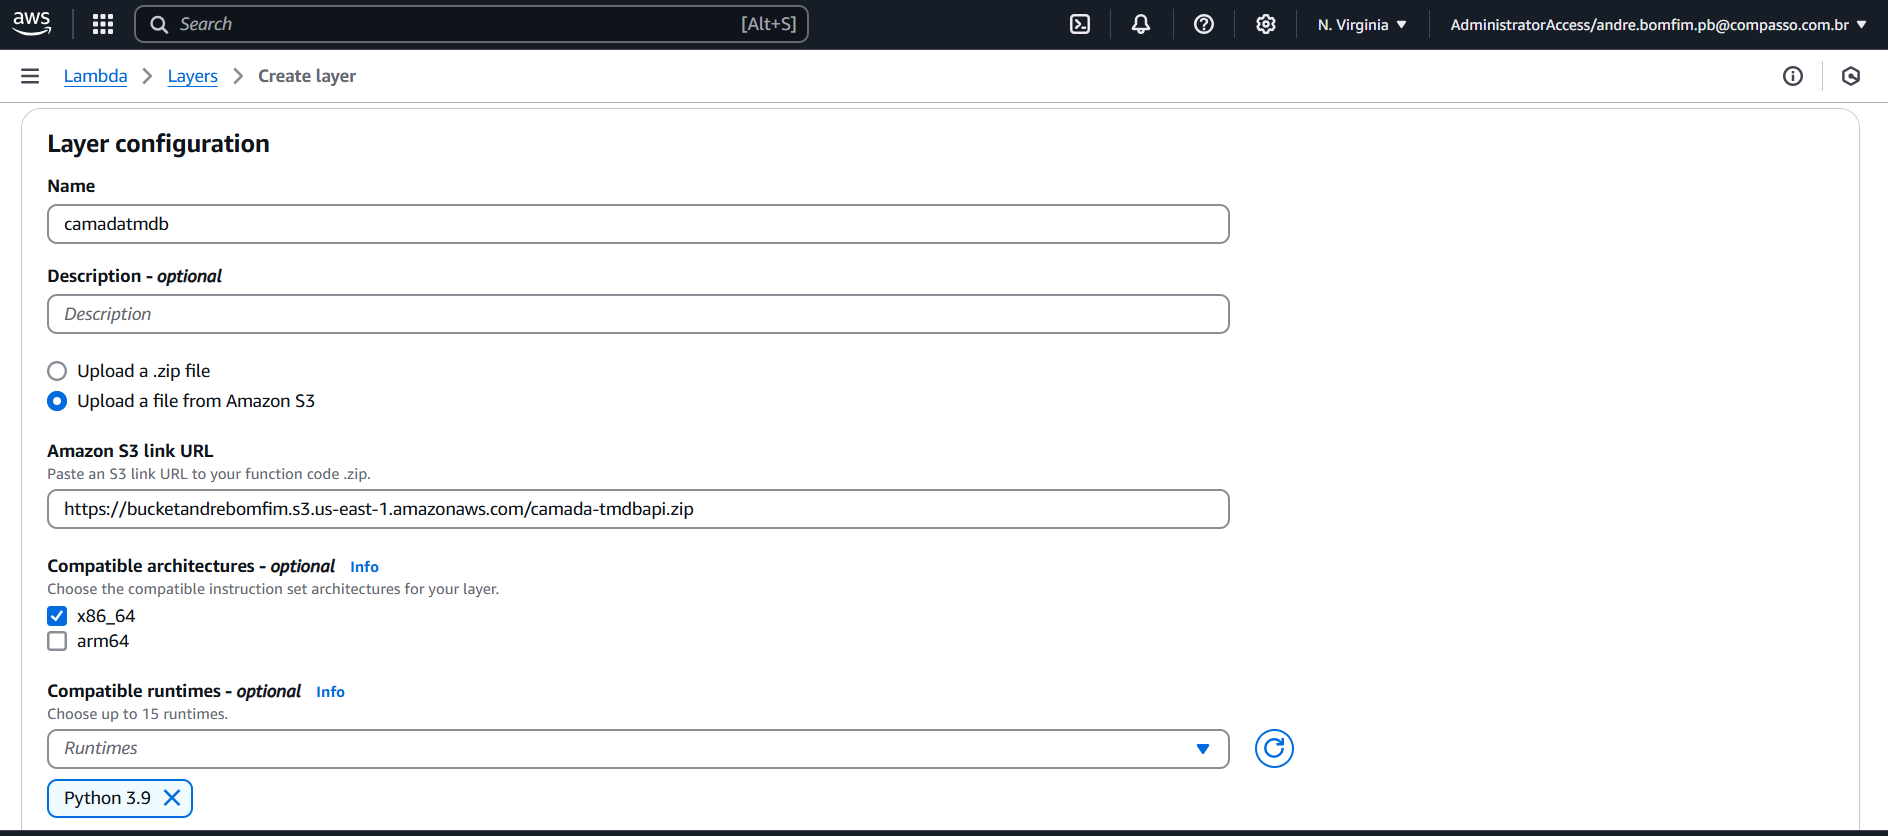 aws
Search [Alt+S]
N. Virginia
AdministratorAccess/andre.bomfim.pb@compasso.com.br
Lambda > Layers > Create layer
Layer configuration
Name
camadatmdb
Description - optional
Description
Upload a .zip file
Upload a file from Amazon S3
Amazon S3 link URL
Paste an S3 link URL to your function code .zip.
https://bucketandrebomfim.s3.us-east-1.amazonaws.com/camada-tmdbapi.zip
Compatible architectures - optional Info
Choose the compatible instruction set architectures for your layer.
x86_64
arm64
Compatible runtimes - optional Info
Choose up to 15 runtimes.
Runtimes
Python 3.9